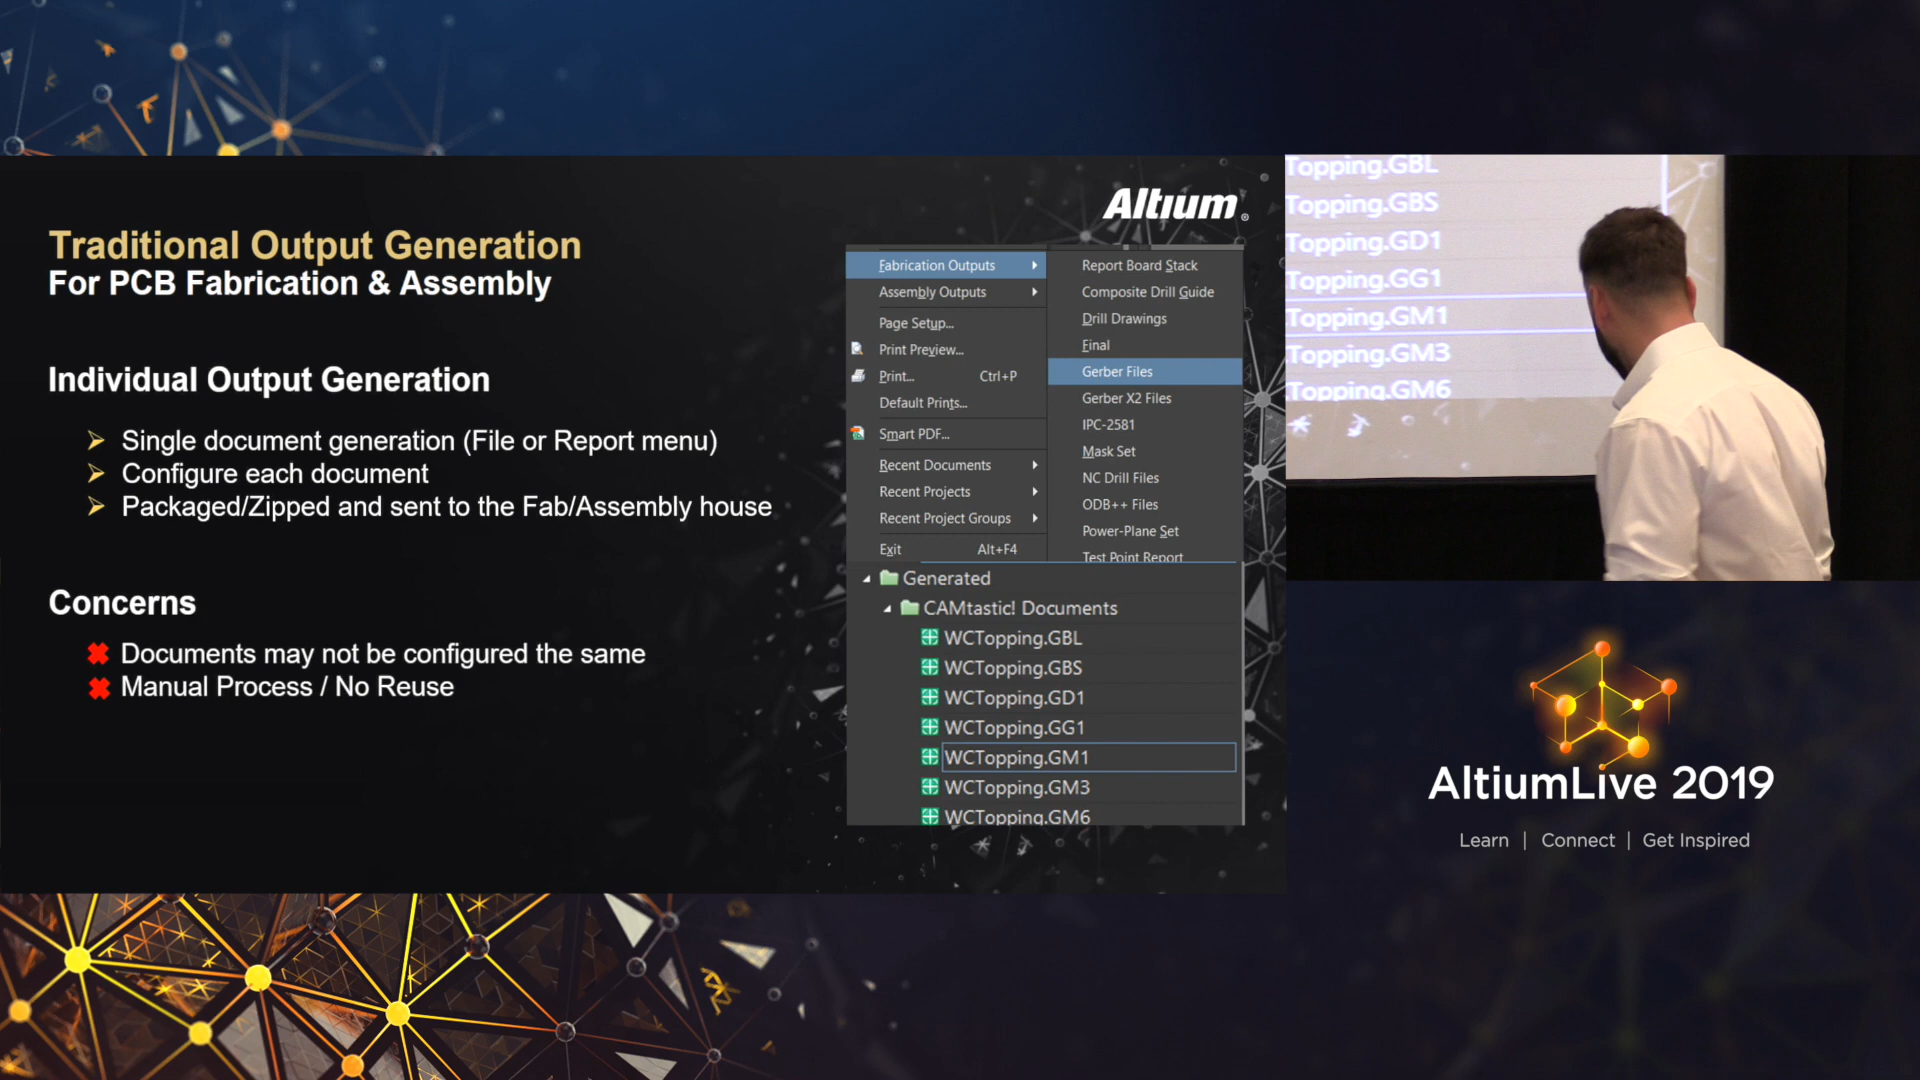 Altium
Traditional Output Generation
For PCB Fabrication & Assembly
Individual Output Generation
Single document generation (File or Report menu)
Configure each document
Packaged/Zipped and sent to the Fab/Assembly house
Concerns
Documents may not be configured the same
Manual Process / No Reuse
Fabrication Outputs
Assembly Outputs
Page Setup...
Print Preview...
Print... Ctrl+P
Default Prints...
Smart PDF...
Recent Documents
Recent Projects
Recent Project Groups
Exit Alt+F4
Report Board Stack
Composite Drill Guide
Drill Drawings
Final
Gerber Files
Gerber X2 Files
IPC-2581
Mask Set
NC Drill Files
ODB++ Files
Power-Plane Set
Test Point Report
Generated
CAMtastic! Documents
WCTopping.GBL
WCTopping.GBS
WCTopping.GD1
WCTopping.GG1
WCTopping.GM1
WCTopping.GM3
WCTopping.GM6
Topping.GBL
Topping.GBS
Topping.GD1
Topping.GG1
Topping.GM1
Topping.GM3
Topping.GM6
AltiumLive 2019
Learn | Connect | Get Inspired